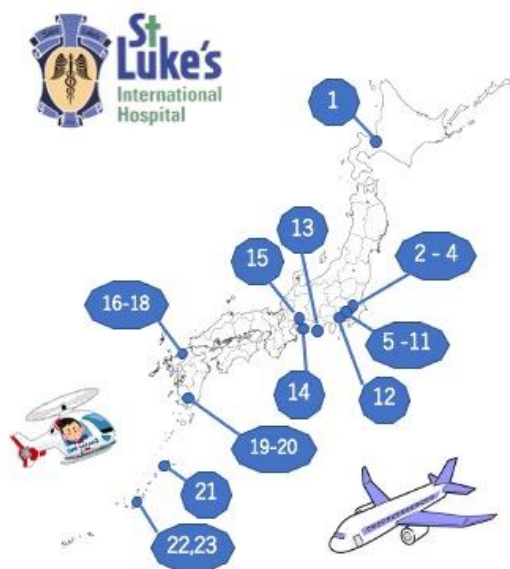 St
Luke's
International
Hospital
1
13
15
2 - 4
16-18
5 -11
14
12
19-20
21
22,23